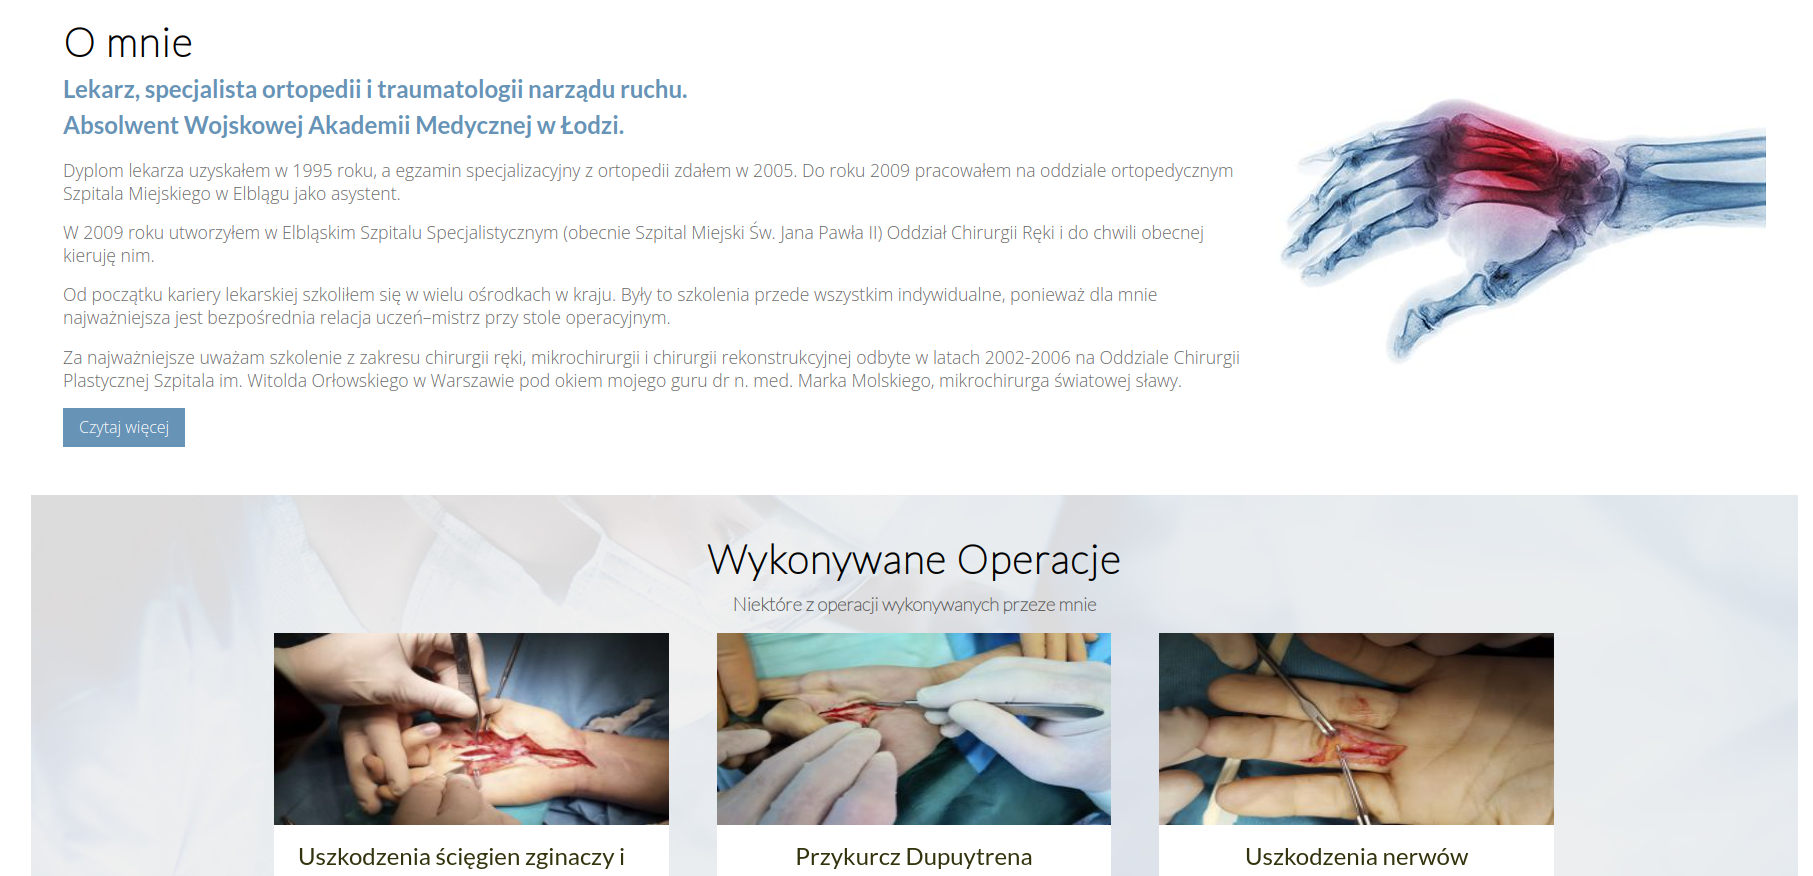 O mnie
Lekarz, specjalista ortopedii i traumatologii narządu ruchu.
Absolwent Wojskowej Akademii Medycznej w Łodzi.
Dyplom lekarza uzyskałem w 1995 roku, a egzamin specjalizacyjny z ortopedii zdałem w 2005. Do roku 2009 pracowałem na oddziale ortopedycznym
Szpitala Miejskiego w Elblągu jako asystent.
W 2009 roku utworzyłem w Elbląskim Szpitalu Specjalistycznym (obecnie Szpital Miejski Św. Jana Pawła II) Oddział Chirurgii Ręki i do chwili obecnej
kieruję nim.
Od początku kariery lekarskiej szkoliłem się w wielu ośrodkach w kraju. Były to szkolenia przede wszystkim indywidualne, ponieważ dla mnie
najważniejsza jest bezpośrednia relacja uczeń–mistrz przy stole operacyjnym.
Za najważniejsze uważam szkolenie z zakresu chirurgii ręki, mikrochirurgii i chirurgii rekonstrukcyjnej odbyte w latach 2002-2006 na Oddziale Chirurgii
Plastycznej Szpitala im. Witolda Orłowskiego w Warszawie pod okiem mojego guru dr n. med. Marka Molskiego, mikrochirurga światowej sławy.
Czytaj więcej
Wykonywane Operacje
Niektóre z operacji wykonywanych przeze mnie
Uszkodzenia ścięgien zginaczy i
Przykurcz Dupuytrena
Uszkodzenia nerwów